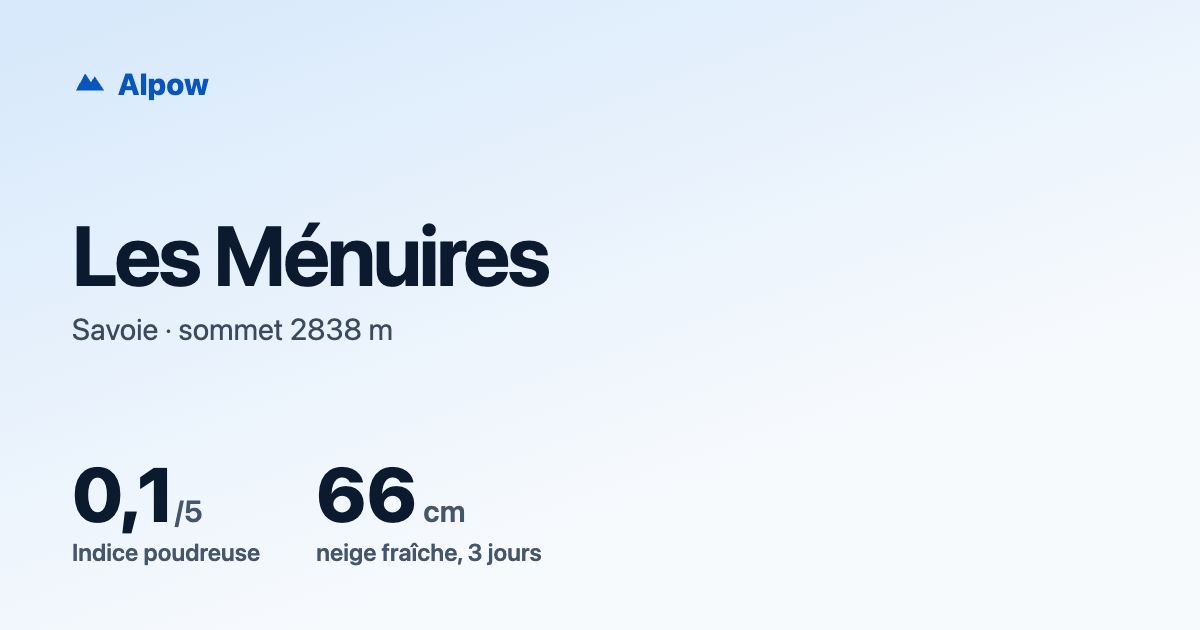 Alpow
Les Ménuires
Savoie · sommet 2838 m
0,1/5
Indice poudreuse
66 cm
neige fraîche, 3 jours